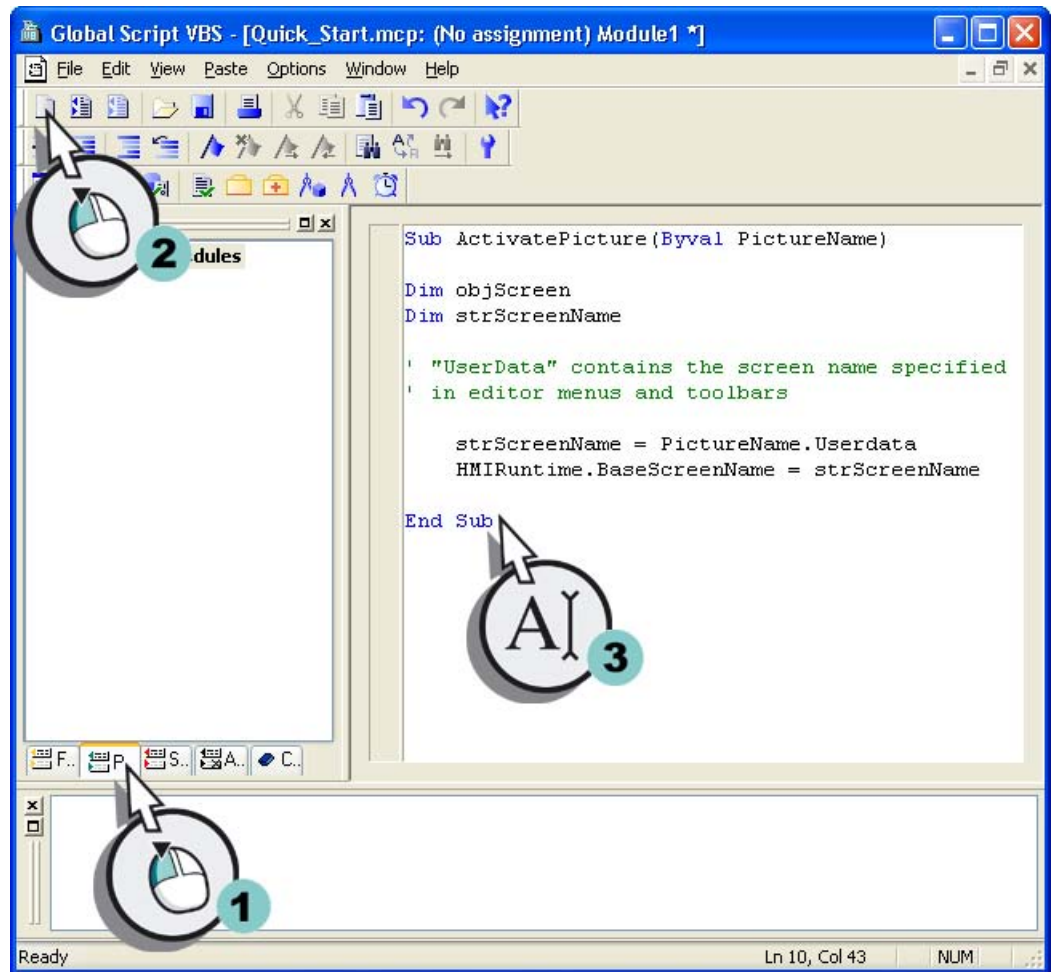 Global Script VBS - [Quick_Start.mcp: (No assignment) Module1 *]
File Edit View Paste Options Window Help
2
dules
Sub ActivatePicture(Byval PictureName)
Dim objScreen
Dim strScreenName
' "UserData" contains the screen name specified
' in editor menus and toolbars
strScreenName = PictureName.Userdata
HMIRuntime.BaseScreenName = strScreenName
End Sub
A
3
F.. P.. S.. A.. C..
1
Ready Ln 10, Col 43 NUM